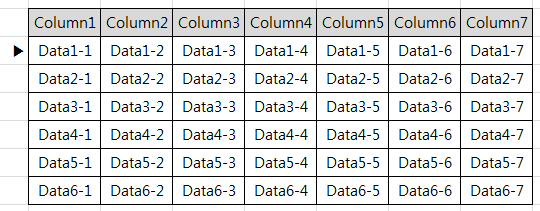 Column1 Column2 Column3 Column4 Column5 Column6 Column7
Data1-1 Data1-2 Data1-3 Data1-4 Data1-5 Data1-6 Data1-7
Data2-1 Data2-2 Data2-3 Data2-4 Data2-5 Data2-6 Data2-7
Data3-1 Data3-2 Data3-3 Data3-4 Data3-5 Data3-6 Data3-7
Data4-1 Data4-2 Data4-3 Data4-4 Data4-5 Data4-6 Data4-7
Data5-1 Data5-2 Data5-3 Data5-4 Data5-5 Data5-6 Data5-7
Data6-1 Data6-2 Data6-3 Data6-4 Data6-5 Data6-6 Data6-7